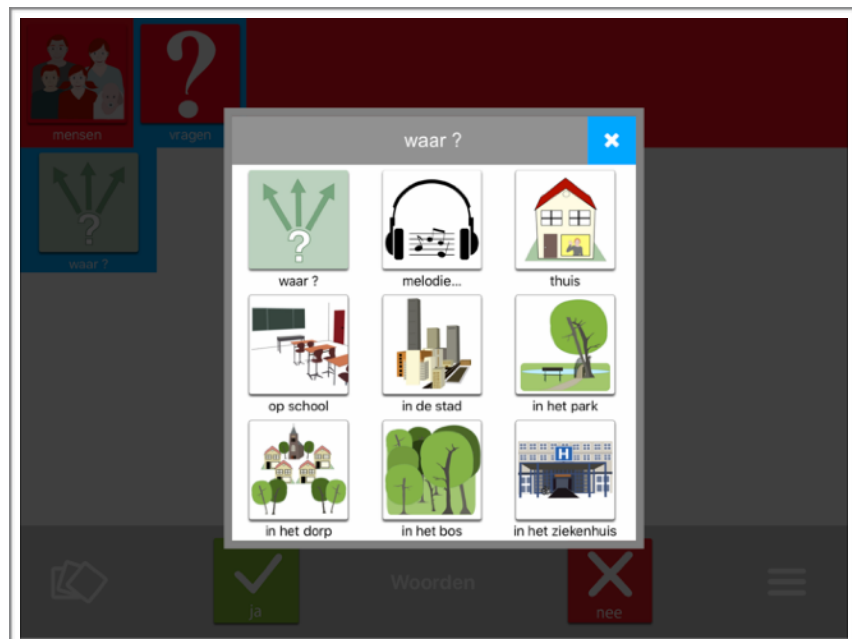 mensen
vragen
waar ?
waar ?
waar ?
melodie...
thuis
op school
in de stad
in het park
in het dorp
in het bos
in het ziekenhuis
H
ja
Woorden
nee